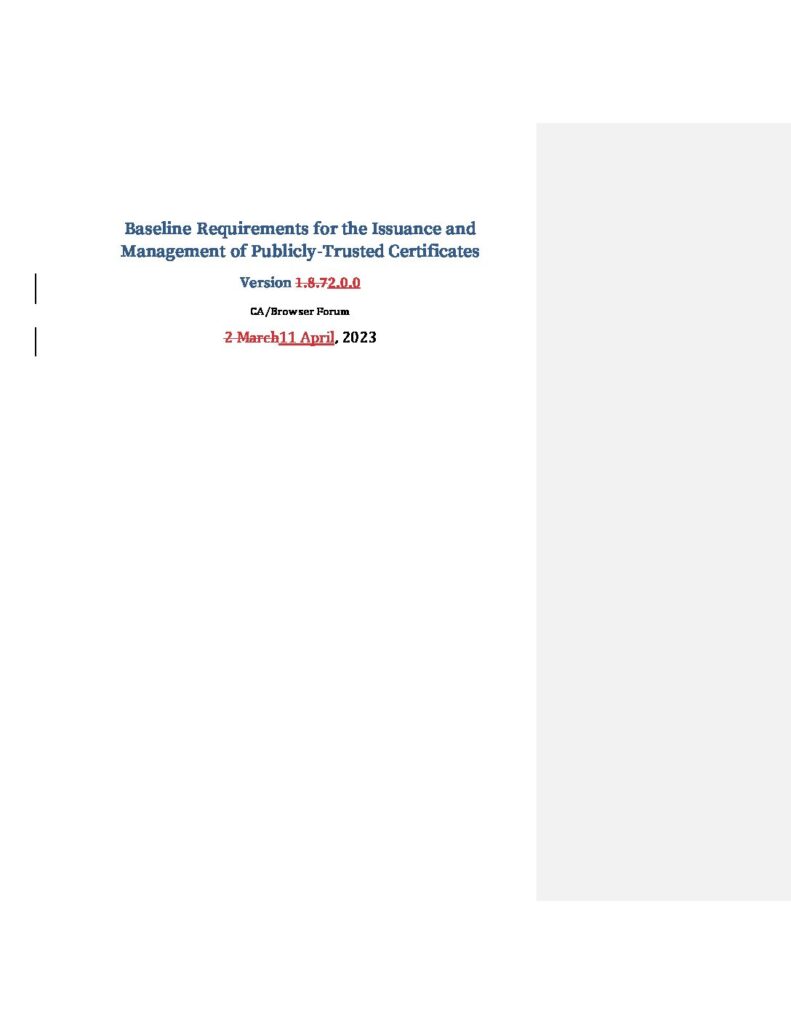 Baseline Requirements for the Issuance and
Management of Publicly-Trusted Certificates
Version 1.8.72.0.0
CA/Browser Forum
2 March11 April, 2023